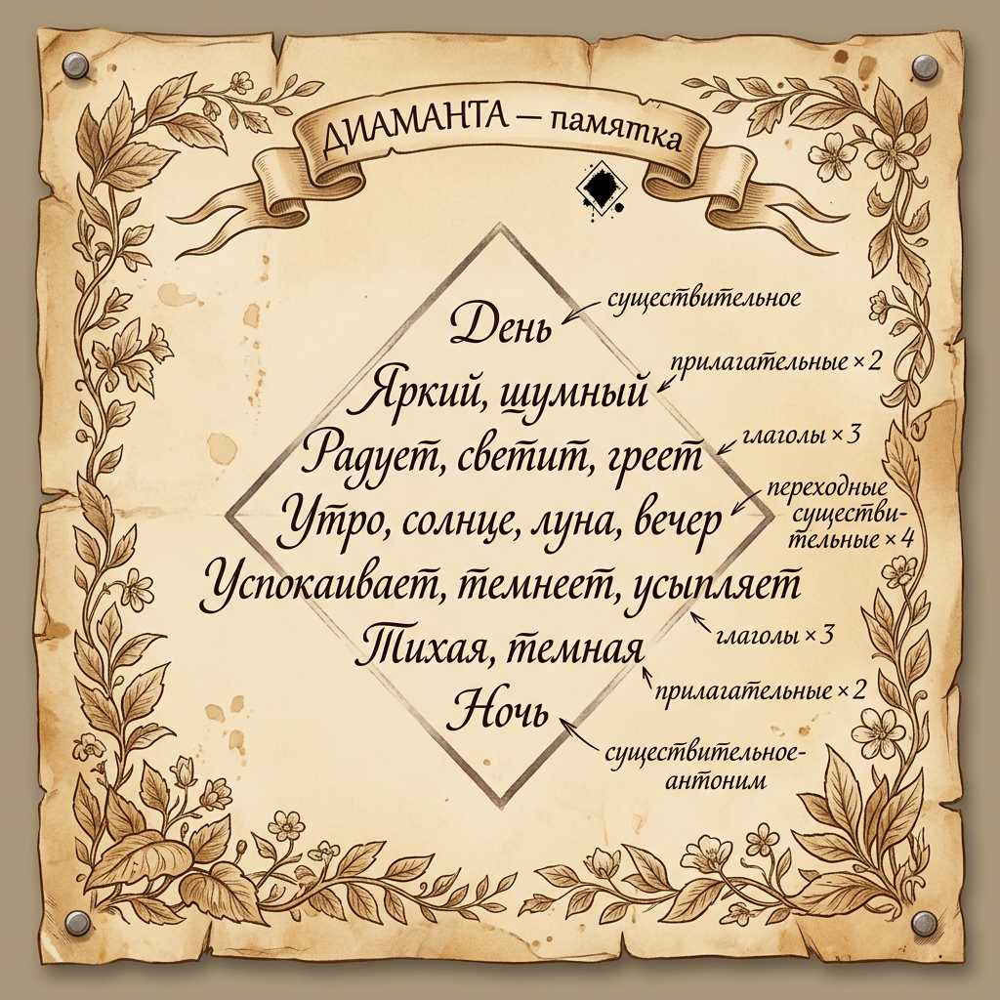 ДИАМАНТА — памятка
День
существительное
Яркий, шумный
прилагательные × 2
Радует, светит, греет
глаголы × 3
Утро, солнце, луна, вечер
переходные
существи-
тельные × 4
Успокаивает, темнеет, усыпляет
глаголы × 3
Тихая, темная
прилагательные × 2
Ночь
существительное-
антоним